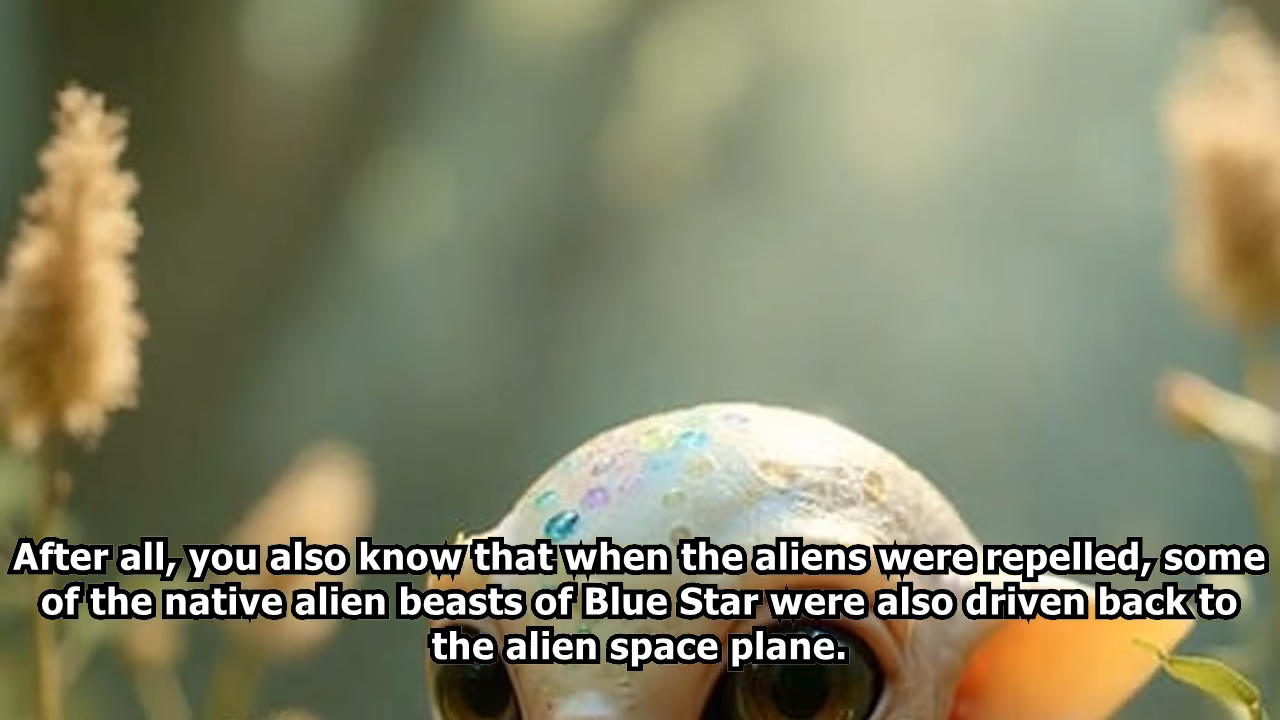 After all, you also know that when the aliens were repelled, some
of the native alien beasts of Blue Star were also driven back to
the alien space plane.